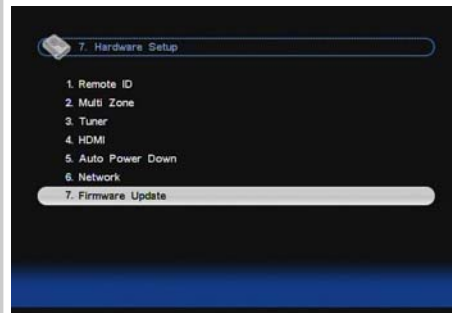 7. Hardware Setup
1. Remote ID
2. Multi Zone
3. Tuner
4. HDMI
5. Auto Power Down
6. Network
7. Firmware Update